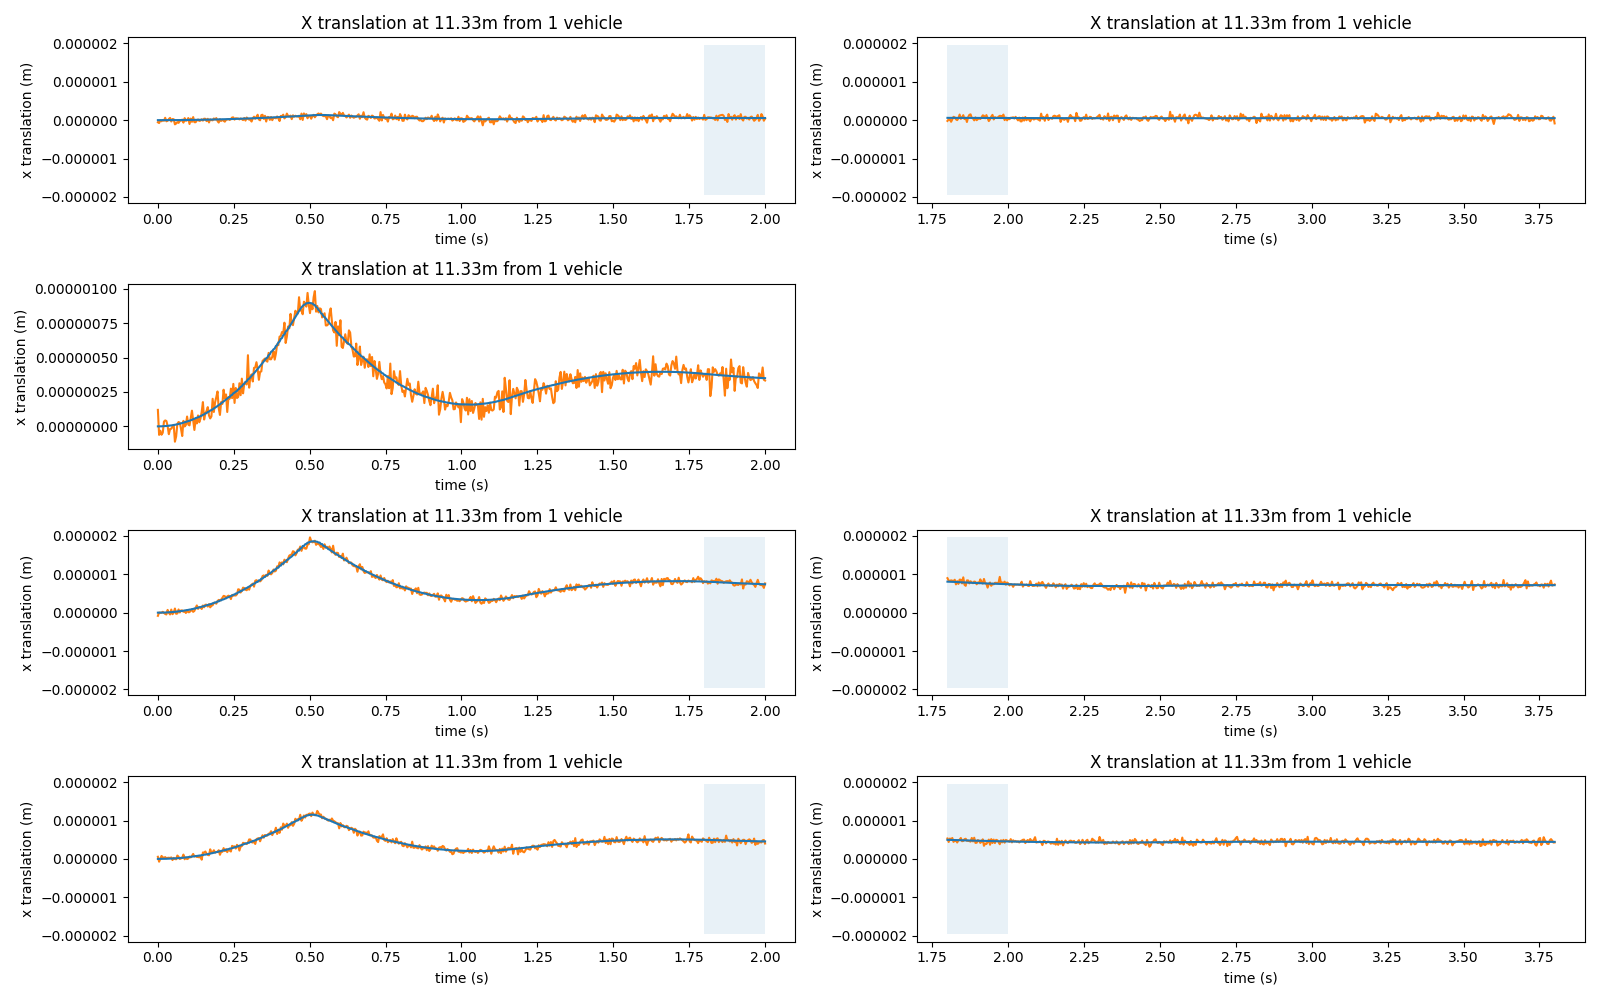 X translation at 11.33m from 1 vehicle
x translation (m)
0.000002
0.000001
0.000000
−0.000001
−0.000002
0.00 0.25 0.50 0.75 1.00 1.25 1.50 1.75 2.00
time (s)
X translation at 11.33m from 1 vehicle
x translation (m)
0.000002
0.000001
0.000000
−0.000001
−0.000002
1.75 2.00 2.25 2.50 2.75 3.00 3.25 3.50 3.75
time (s)
X translation at 11.33m from 1 vehicle
x translation (m)
0.00000100
0.00000075
0.00000050
0.00000025
0.00000000
0.00 0.25 0.50 0.75 1.00 1.25 1.50 1.75 2.00
time (s)
X translation at 11.33m from 1 vehicle
x translation (m)
0.000002
0.000001
0.000000
−0.000001
−0.000002
0.00 0.25 0.50 0.75 1.00 1.25 1.50 1.75 2.00
time (s)
X translation at 11.33m from 1 vehicle
x translation (m)
0.000002
0.000001
0.000000
−0.000001
−0.000002
1.75 2.00 2.25 2.50 2.75 3.00 3.25 3.50 3.75
time (s)
X translation at 11.33m from 1 vehicle
x translation (m)
0.000002
0.000001
0.000000
−0.000001
−0.000002
0.00 0.25 0.50 0.75 1.00 1.25 1.50 1.75 2.00
time (s)
X translation at 11.33m from 1 vehicle
x translation (m)
0.000002
0.000001
0.000000
−0.000001
−0.000002
1.75 2.00 2.25 2.50 2.75 3.00 3.25 3.50 3.75
time (s)